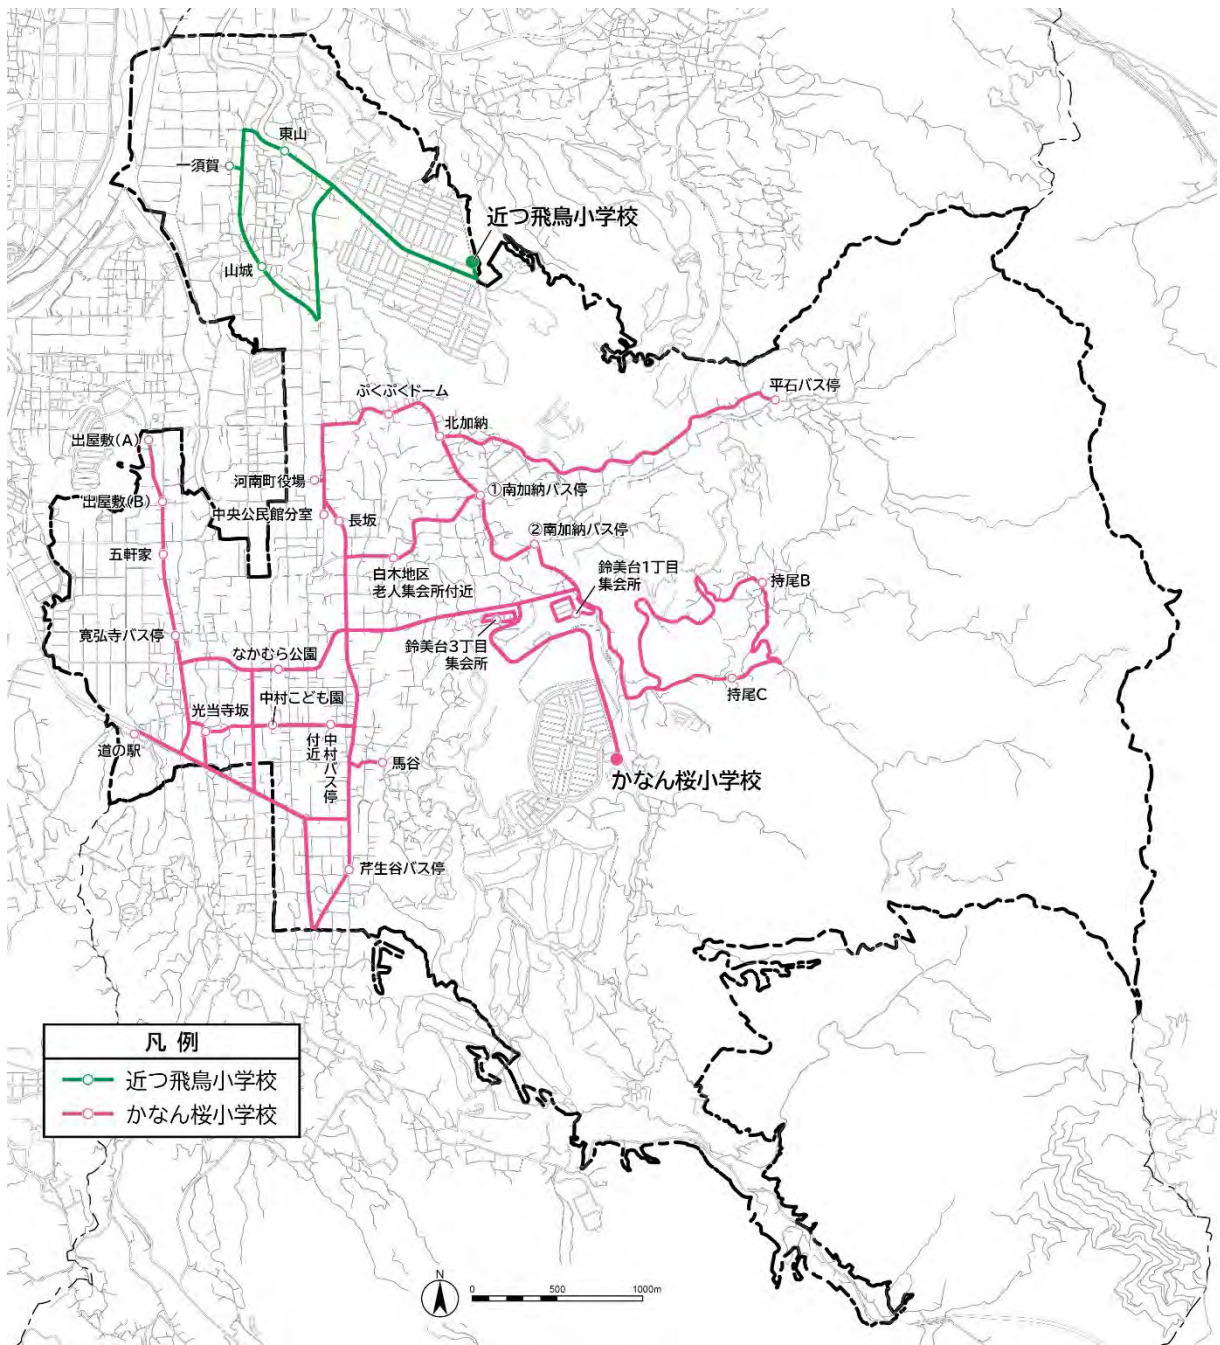 東山
一須賀
近つ飛鳥小学校
山城
平石バス停
ぷくぷくドーム
北加納
出屋敷(A)
河南町役場
①南加納バス停
出屋敷(B)
中央公民館分室
長坂
②南加納バス停
五軒家
白木地区
老人集会所付近
鈴美台1丁目
集会所
持尾B
寛弘寺バス停
なかむら公園
鈴美台3丁目
集会所
持尾C
中村こども園
光当寺坂
道の駅
中村バス停
付近
馬谷
かなん桜小学校
芹生谷バス停
凡例
近つ飛鳥小学校
かなん桜小学校
N
0 500 1000m